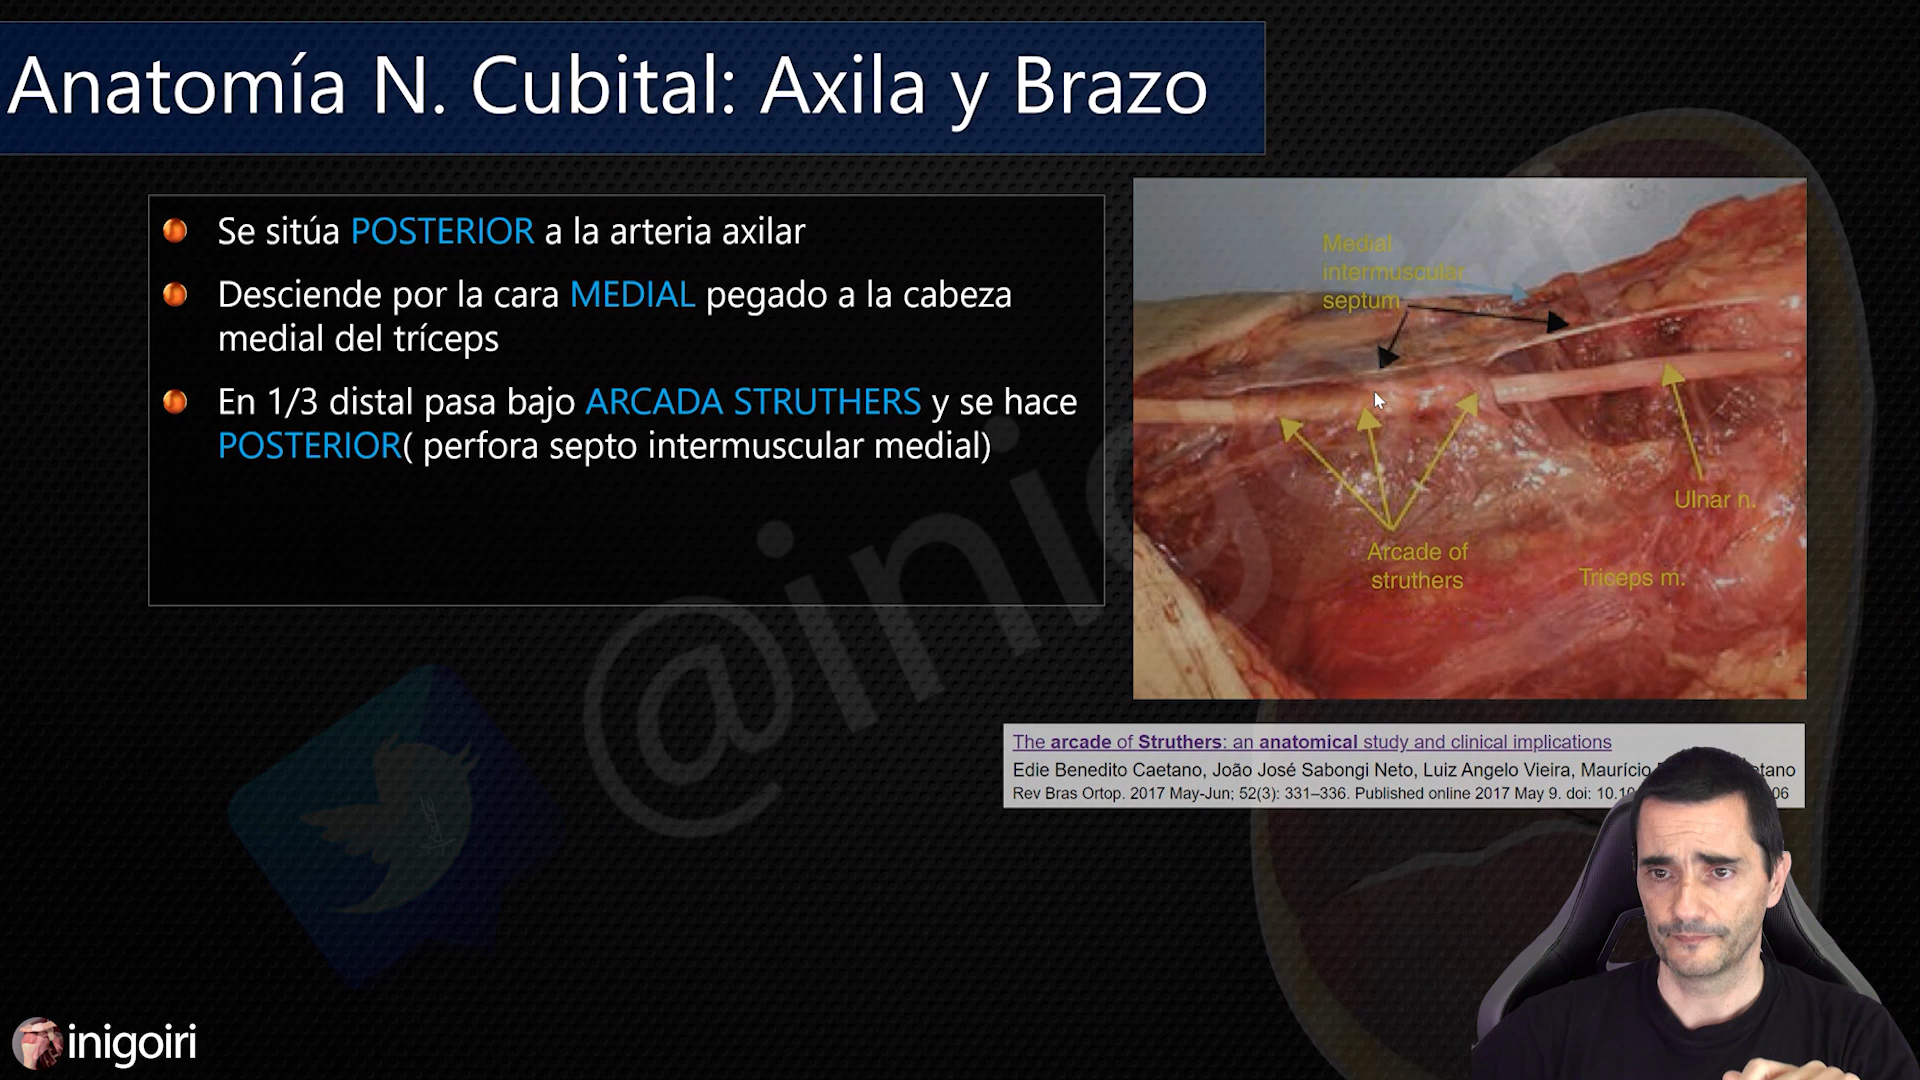 Anatomía N. Cubital: Axila y Brazo
Se sitúa POSTERIOR a la arteria axilar
Desciende por la cara MEDIAL pegado a la cabeza
medial del tríceps
En 1/3 distal pasa bajo ARCADA STRUTHERS y se hace
POSTERIOR( perfora septo intermuscular medial)
Medial
intermuscular
septum
Ulnar n.
Arcade of
struthers
Triceps m.
The arcade of Struthers: an anatomical study and clinical implications
Edie Benedito Caetano, João José Sabongi Neto, Luiz Angelo Vieira, Maurício
Rev Bras Ortop. 2017 May-Jun; 52(3): 331–336. Published online 2017 May 9. doi:
@inig
inigoiri